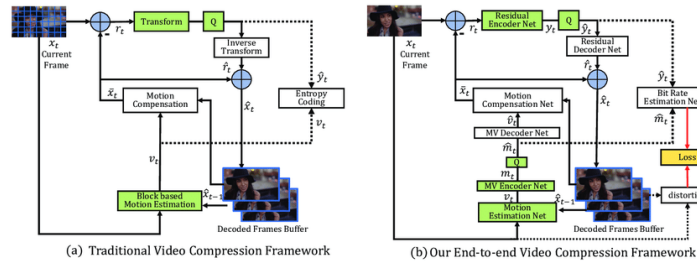 Transform
Q
r_t
x_t
Current
Frame
Inverse
Transform
r̂_t
ŷ_t
x̄_t
Motion
Compensation
x̂_t
Entropy
Coding
v_t
v_t
Block based
Motion Estimation
x̂_{t-1}
Decoded Frames Buffer
(a) Traditional Video Compression Framework
Residual
Encoder Net
Q
r_t
y_t
ŷ_t
x_t
Current
Frame
Residual
Decoder Net
r̂_t
ŷ_t
x̄_t
Motion
Compensation Net
x̂_t
Bit Rate
Estimation Ne
v̂_t
m̂_t
MV Decoder Net
m̂_t
Q
Loss
m_t
MV Encoder Net
v_t
x̂_{t-1}
distorti
Motion
Estimation Net
Decoded Frames Buffer
(b) Our End-to-end Video Compression Framework